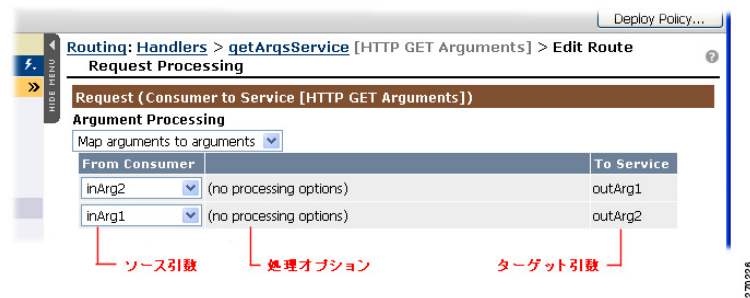 Deploy Policy...
Routing: Handlers > getArgsService [HTTP GET Arguments] > Edit Route
Request Processing
HIDE MENU
Request (Consumer to Service [HTTP GET Arguments])
Argument Processing
Map arguments to arguments
From Consumer To Service
inArg2 (no processing options) outArg1
inArg1 (no processing options) outArg2
ソース引数 処理オプション ターゲット引数
270226